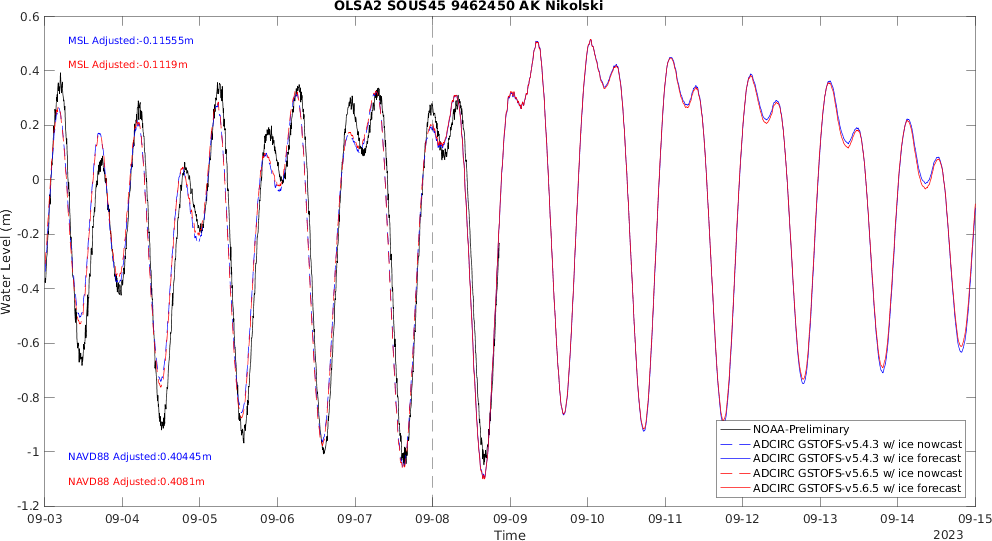 OLSA2 SOUS45 9462450 AK Nikolski
0.6
0.4
0.2
0
-0.2
-0.4
-0.6
-0.8
-1
-1.2
Water Level (m)
MSL Adjusted:-0.11555m
MSL Adjusted:-0.1119m
NAVD88 Adjusted:0.40445m
NAVD88 Adjusted:0.4081m
NOAA-Preliminary
ADCIRC GSTOFS-v5.4.3 w/ ice nowcast
ADCIRC GSTOFS-v5.4.3 w/ ice forecast
ADCIRC GSTOFS-v5.6.5 w/ ice nowcast
ADCIRC GSTOFS-v5.6.5 w/ ice forecast
09-03 09-04 09-05 09-06 09-07 09-08 09-09 09-10 09-11 09-12 09-13 09-14 09-15
Time
2023